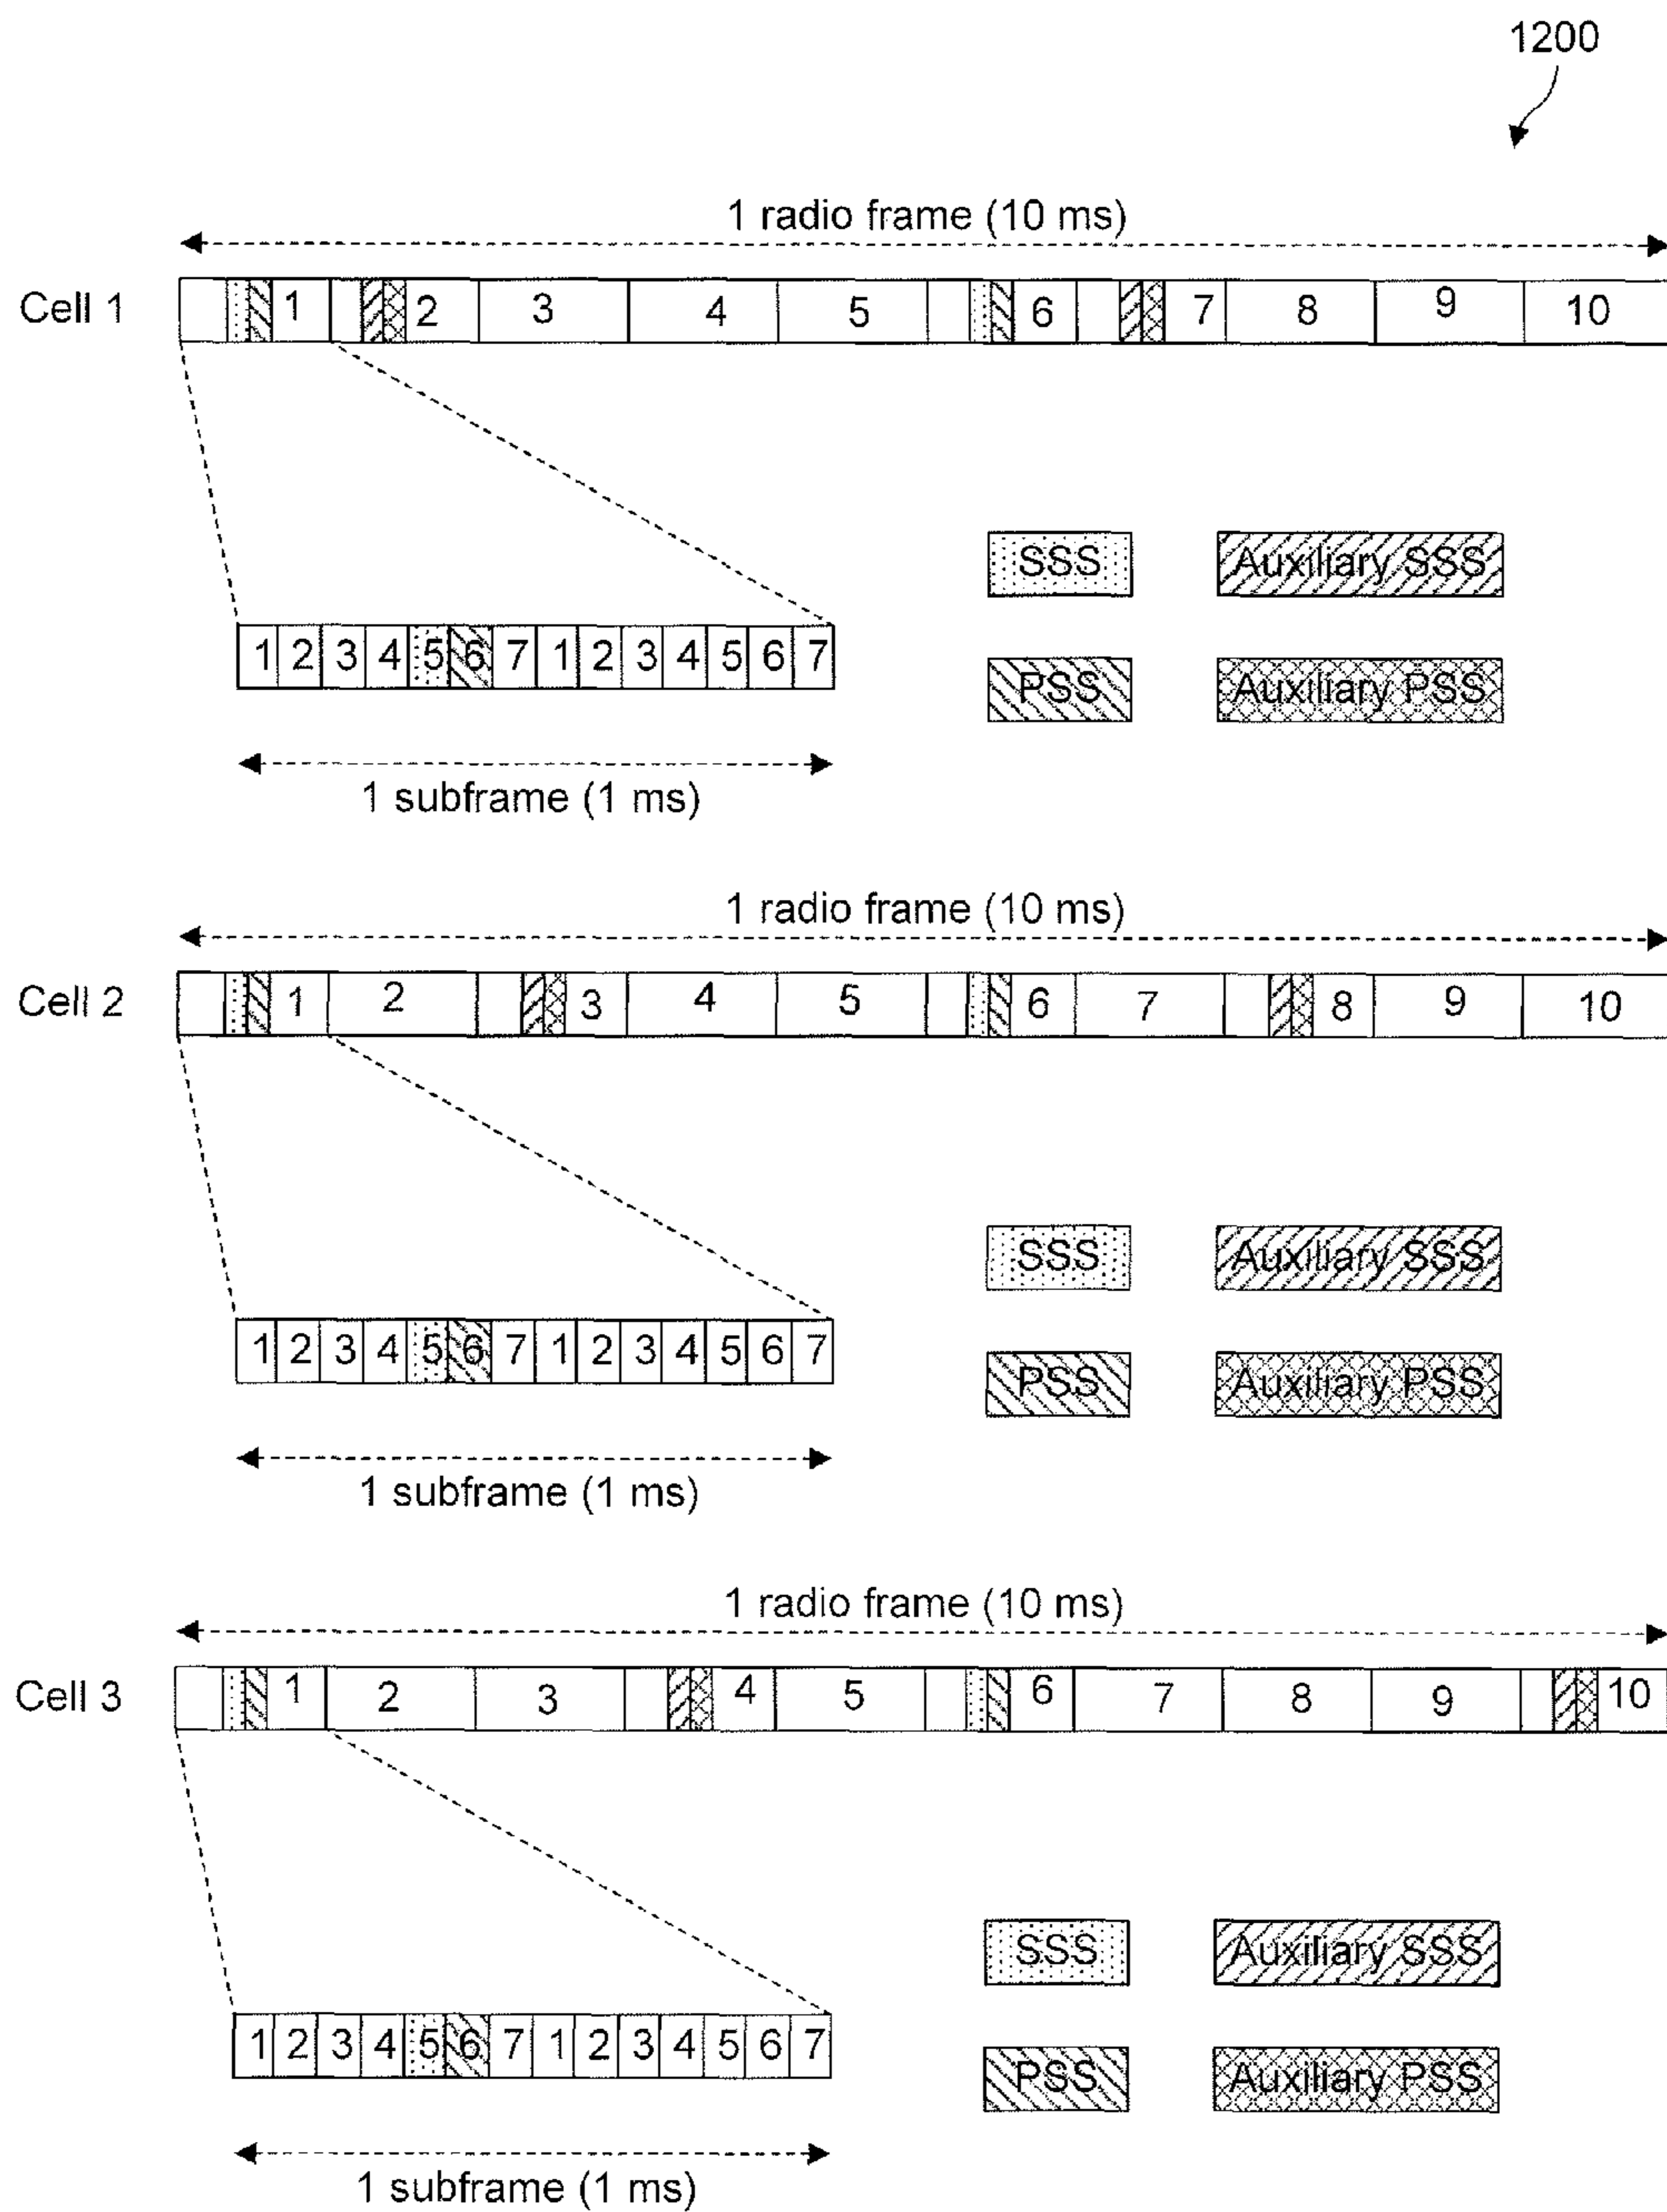 1200
1 radio frame (10 ms)
Cell 1 1 2 3 4 5 6 7 8 9 10
SSS Auxiliary SSS
1 2 3 4 5 6 7 1 2 3 4 5 6 7
PSS Auxiliary PSS
1 subframe (1 ms)
1 radio frame (10 ms)
Cell 2 1 2 3 4 5 6 7 8 9 10
SSS Auxiliary SSS
1 2 3 4 5 6 7 1 2 3 4 5 6 7
PSS Auxiliary PSS
1 subframe (1 ms)
1 radio frame (10 ms)
Cell 3 1 2 3 4 5 6 7 8 9 10
SSS Auxiliary SSS
1 2 3 4 5 6 7 1 2 3 4 5 6 7
PSS Auxiliary PSS
1 subframe (1 ms)